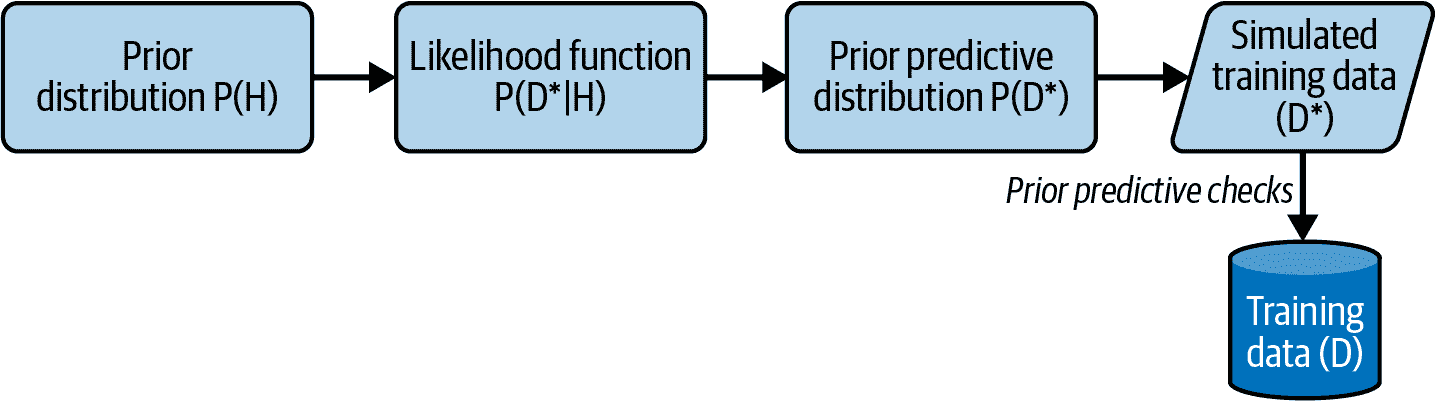 Prior
distribution P(H)
Likelihood function
P(D*|H)
Prior predictive
distribution P(D*)
Simulated
training data
(D*)
Prior predictive checks
Training
data (D)